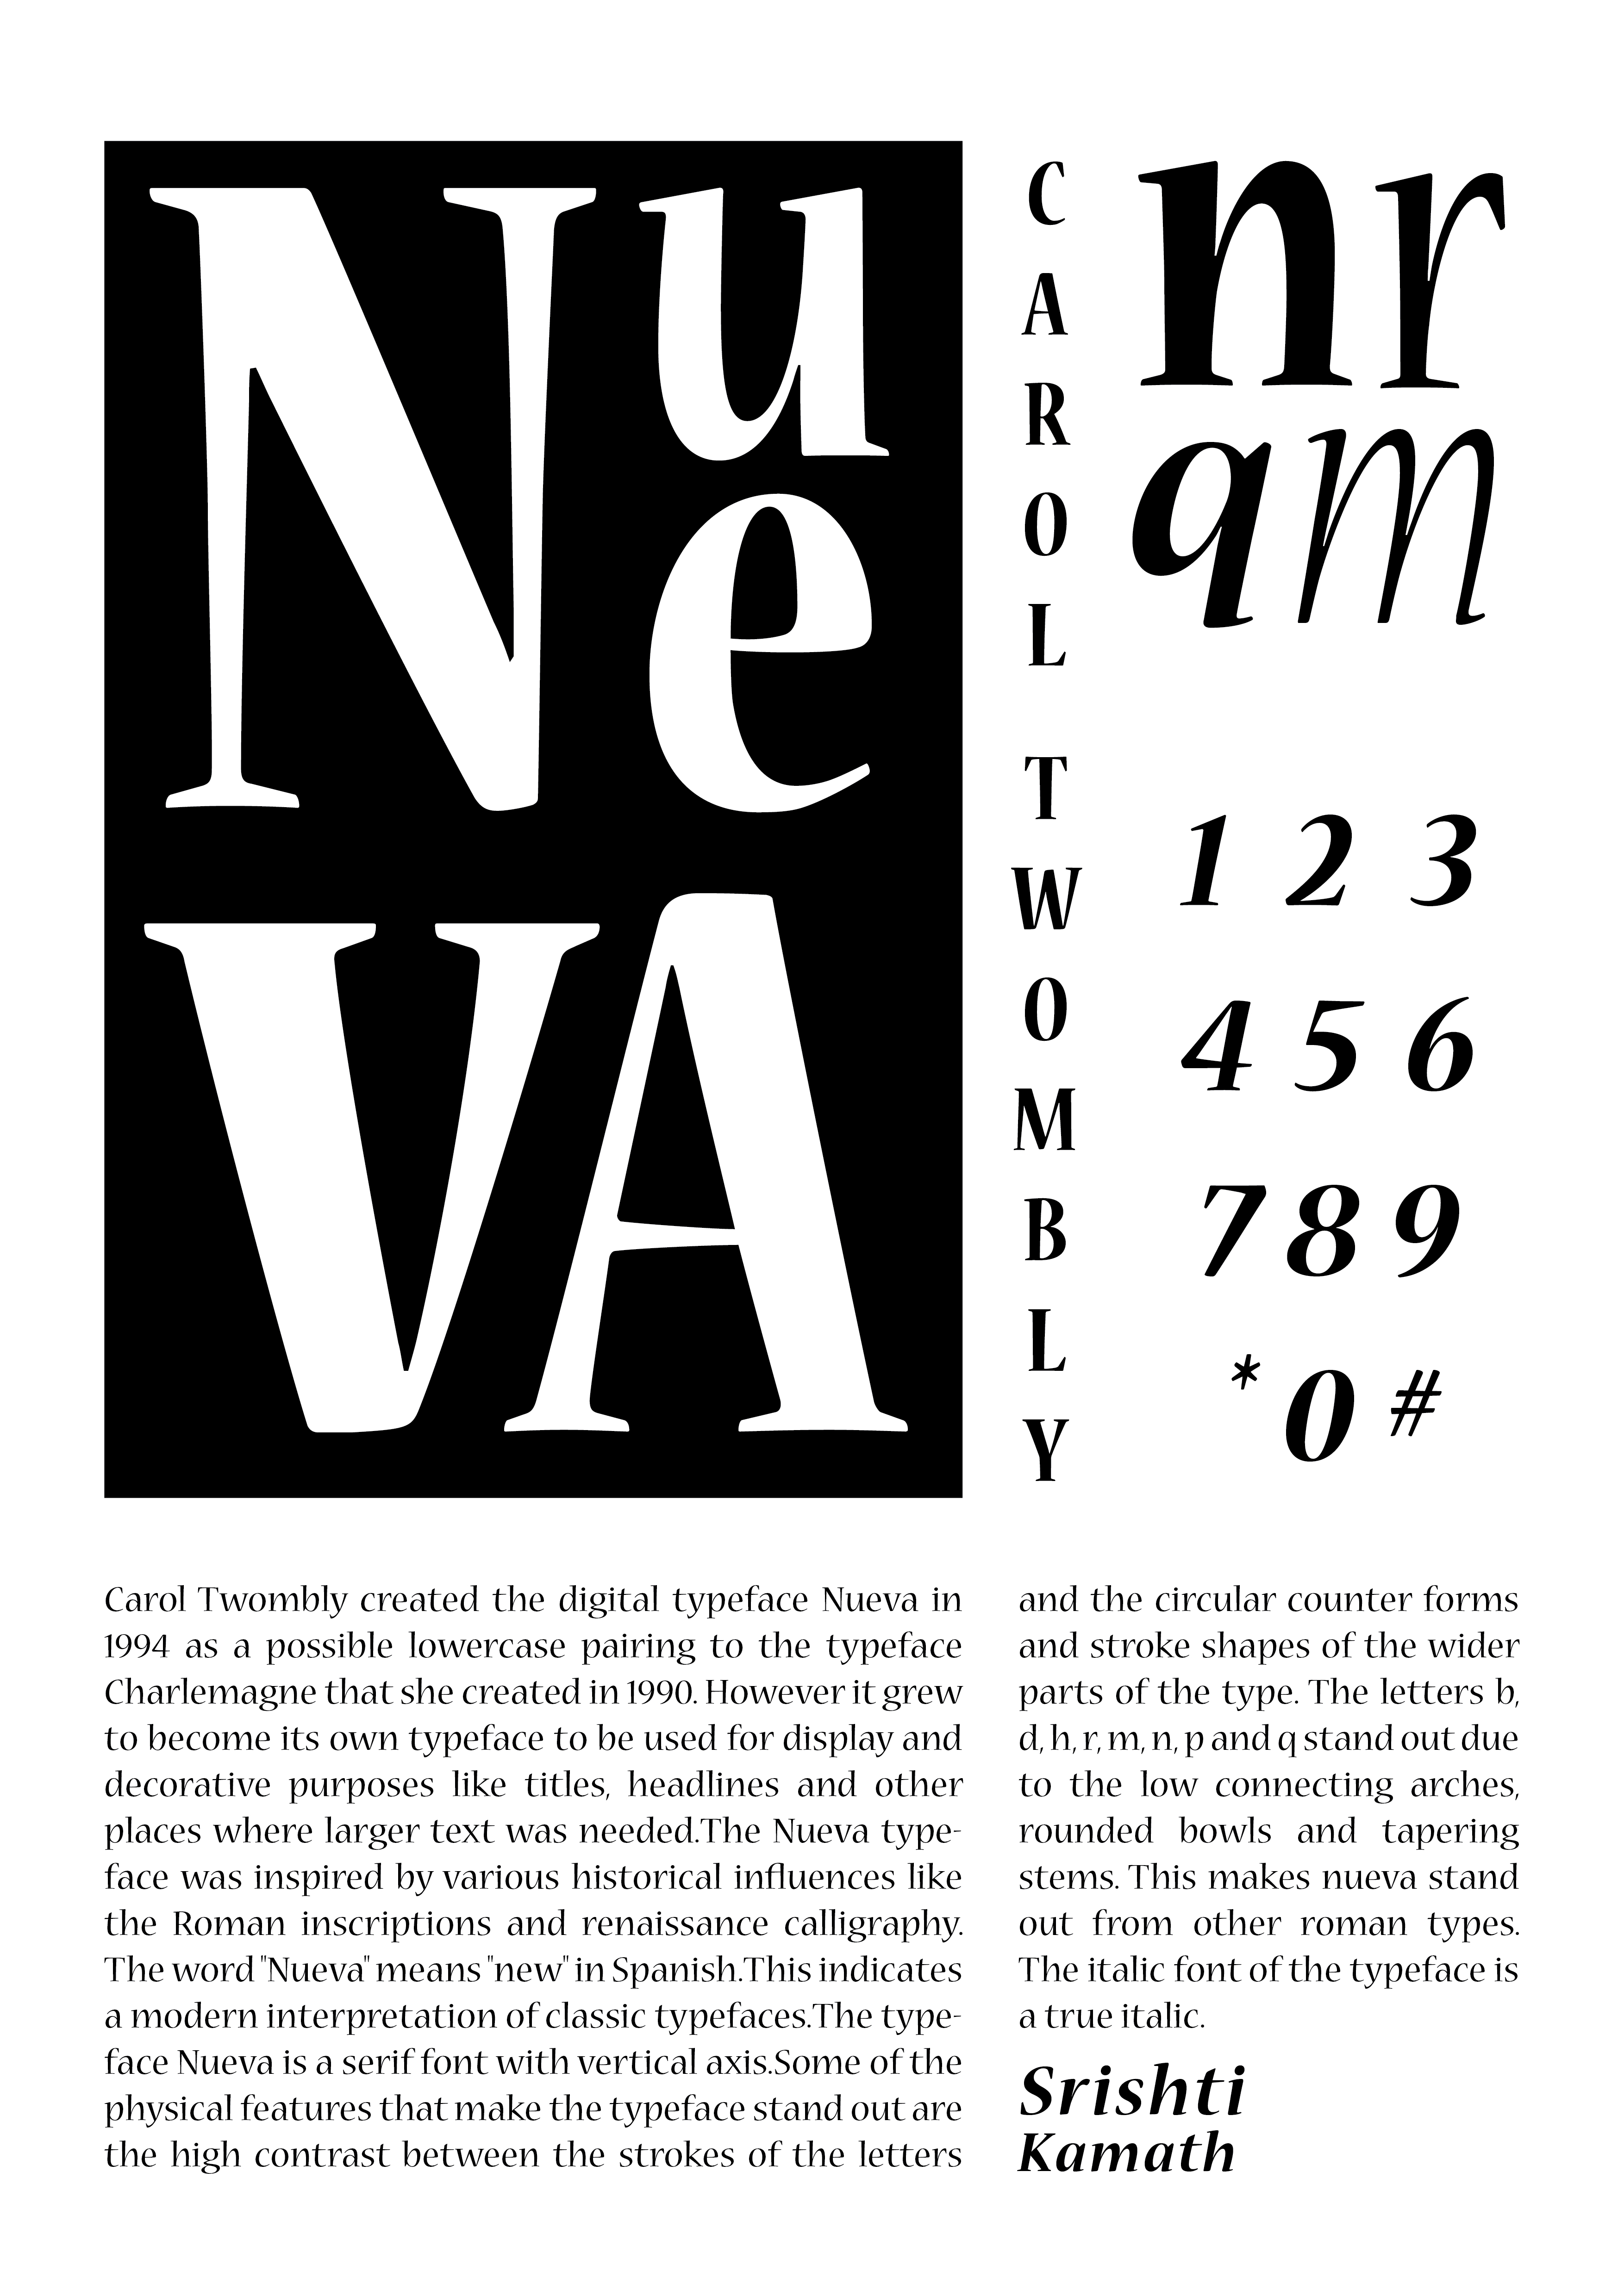 Nu
e
VA
CAROL TWOMBLY
nr
qm
1 2 3
4 5 6
7 8 9
* 0 #
Carol Twombly created the digital typeface Nueva in
1994 as a possible lowercase pairing to the typeface
Charlemagne that she created in 1990. However it grew
to become its own typeface to be used for display and
decorative purposes like titles, headlines and other
places where larger text was needed.The Nueva type-
face was inspired by various historical influences like
the Roman inscriptions and renaissance calligraphy.
The word "Nueva" means "new" in Spanish.This indicates
a modern interpretation of classic typefaces.The type-
face Nueva is a serif font with vertical axis.Some of the
physical features that make the typeface stand out are
the high contrast between the strokes of the letters
and the circular counter forms
and stroke shapes of the wider
parts of the type. The letters b,
d, h, r, m, n, p and q stand out due
to the low connecting arches,
rounded bowls and tapering
stems. This makes nueva stand
out from other roman types.
The italic font of the typeface is
a true italic.
Srishti
Kamath